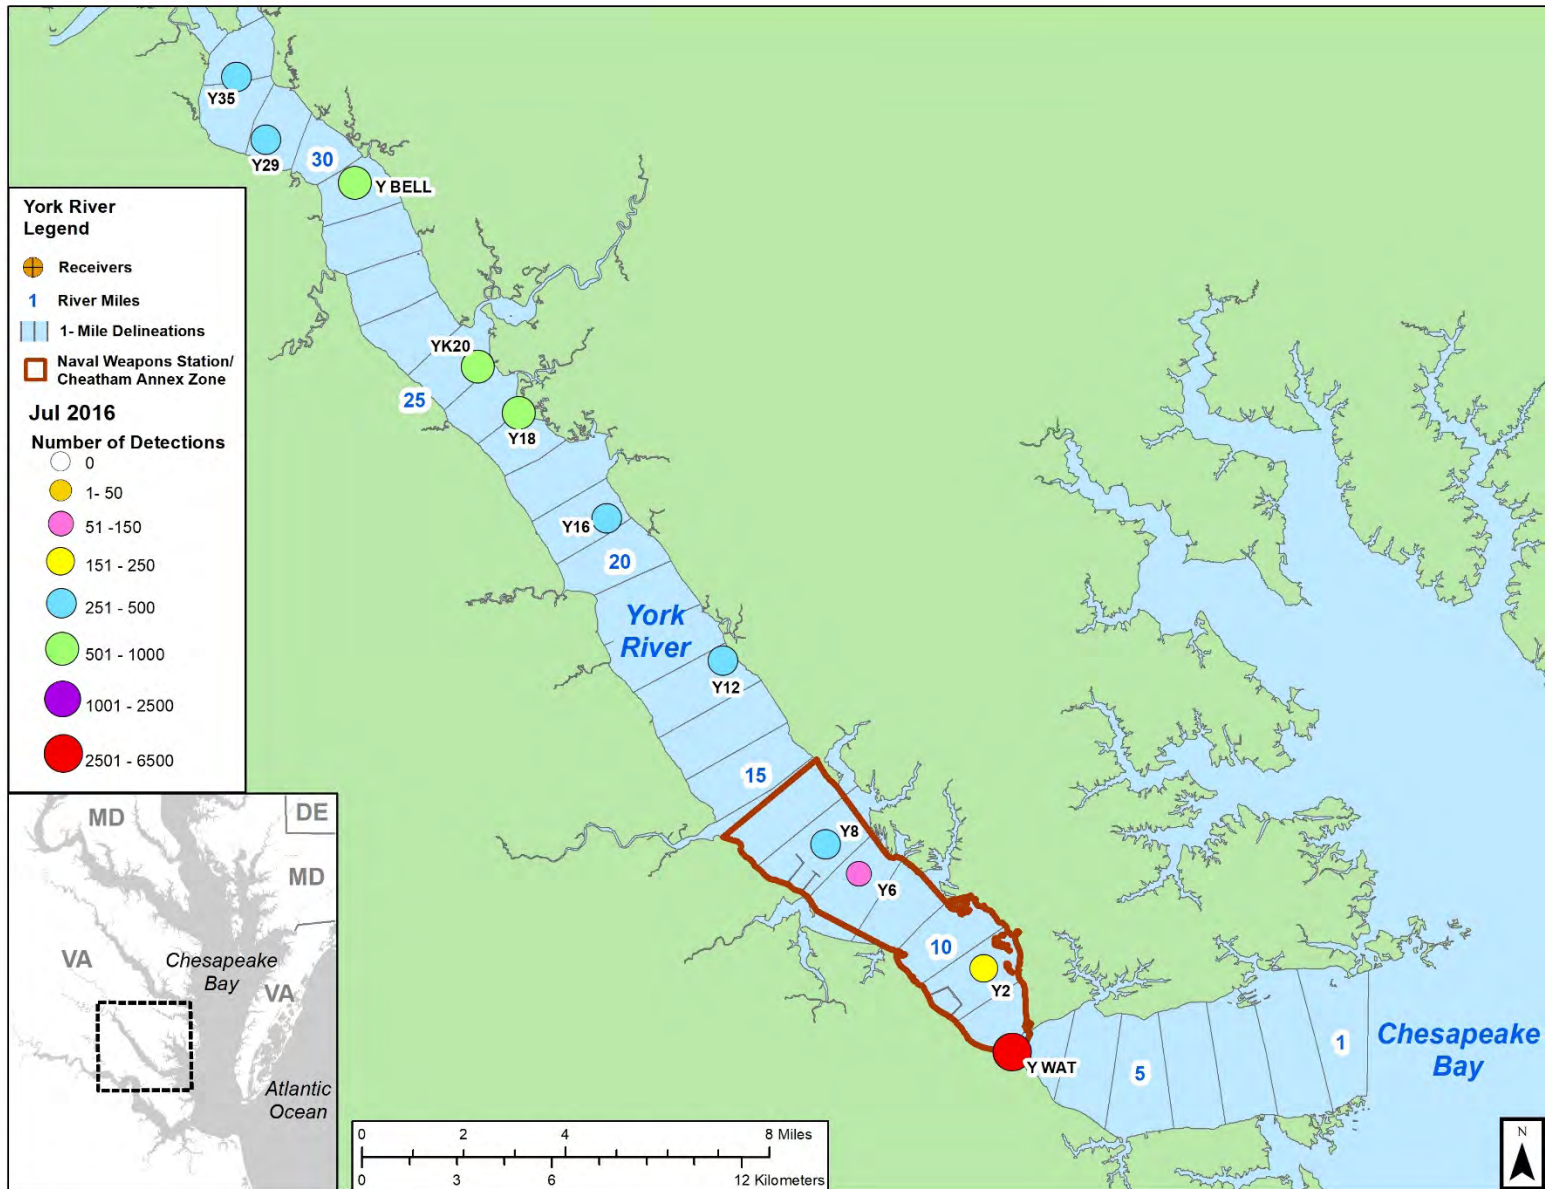 Y35
Y29
30
Y BELL
YK20
25
Y18
Y16
20
York
River
Y12
15
Y8
Y6
10
Y2
Y WAT
5
1
Chesapeake
Bay
York River
Legend
Receivers
1 River Miles
1- Mile Delineations
Naval Weapons Station/
Cheatham Annex Zone
Jul 2016
Number of Detections
0
1- 50
51 -150
151 - 250
251 - 500
501 - 1000
1001 - 2500
2501 - 6500
MD
DE
MD
VA
Chesapeake
Bay
VA
Atlantic
Ocean
0 2 4 8 Miles
0 3 6 12 Kilometers
N